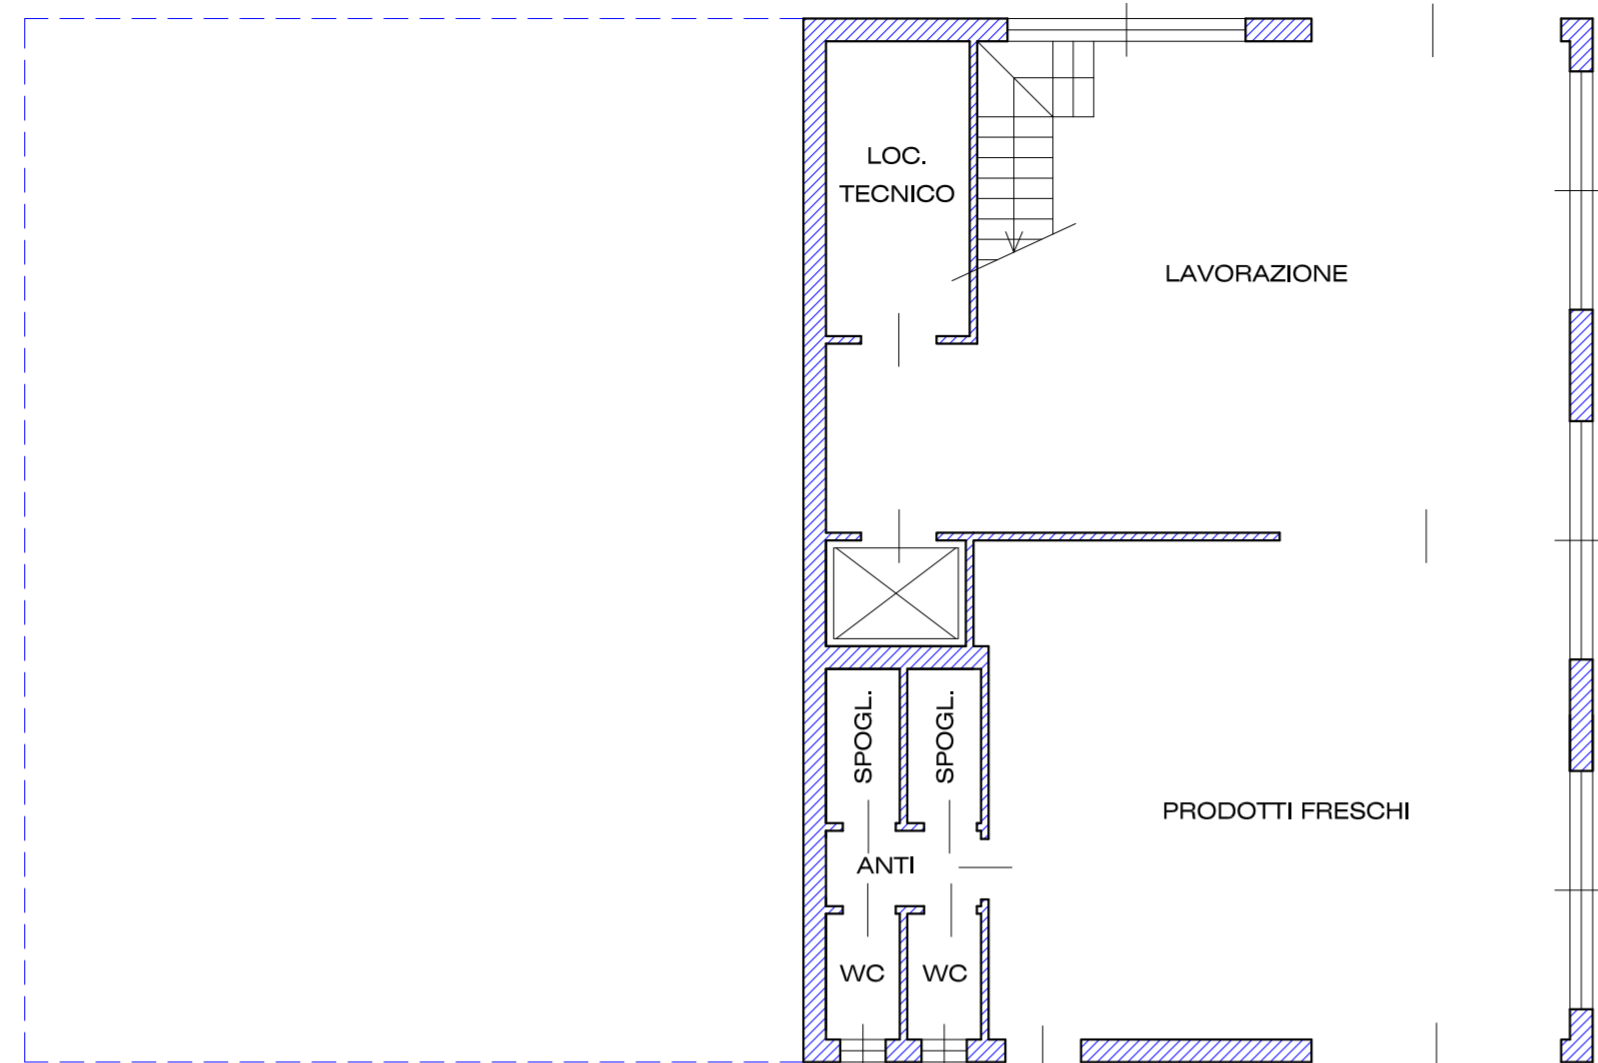 LOC.
TECNICO
LAVORAZIONE
SPOGL.
SPOGL.
PRODOTTI FRESCHI
ANTI
WC
WC